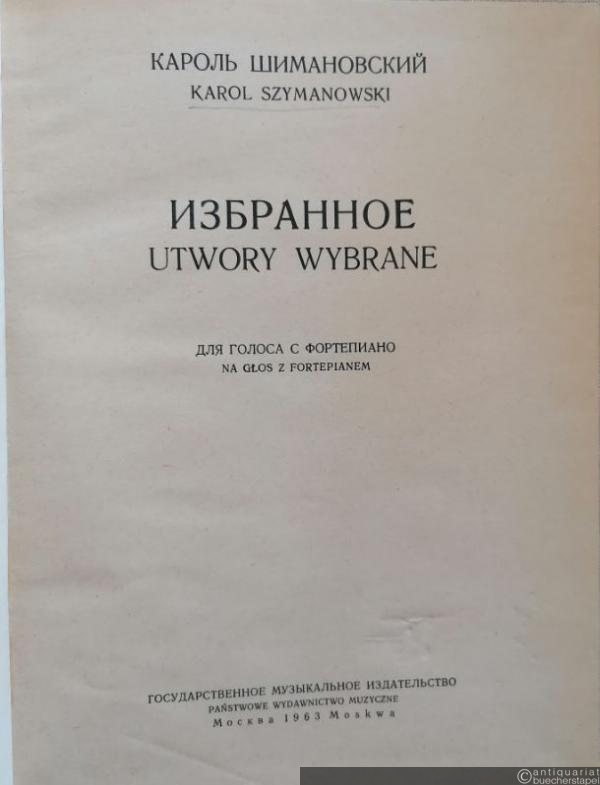 КАРОЛЬ ШИМАНОВСКИЙ
KAROL SZYMANOWSKI
ИЗБРАННОЕ
UTWORY WYBRANE
ДЛЯ ГОЛОСА С ФОРТЕПИАНО
NA GŁOS Z FORTEPIANEM
ГОСУДАРСТВЕННОЕ МУЗЫКАЛЬНОЕ ИЗДАТЕЛЬСТВО
PAŃSTWOWE WYDAWNICTWO MUZYCZNE
Москва 1963 Moskwa
©antiquariat
buecherstapel